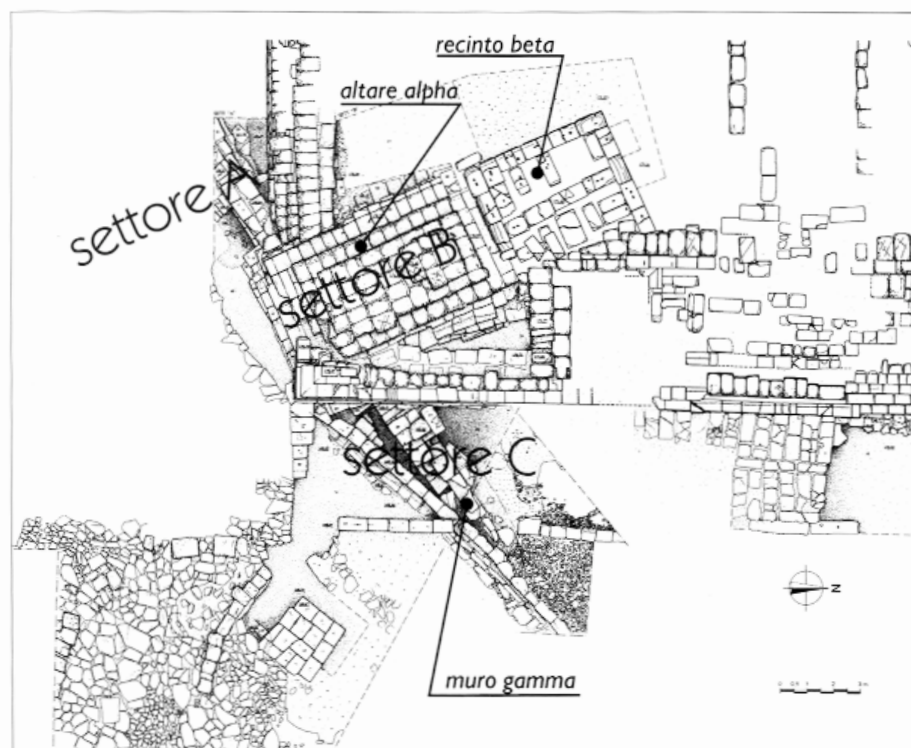 recinto beta
altare alpha
settore A
settore B
settore C
N
muro gamma